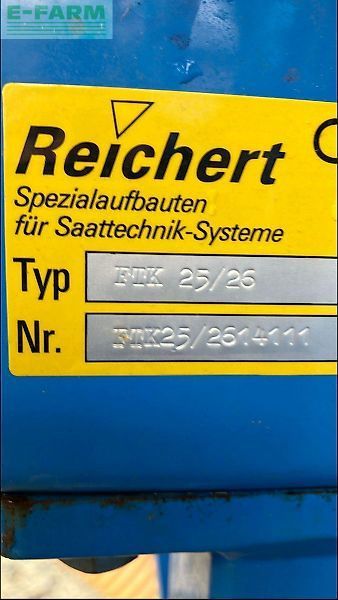 E-FARM
Reichert
Spezialaufbauten
für Saattechnik-Systeme
Typ FTK 25/26
Nr. FTK25/2614111